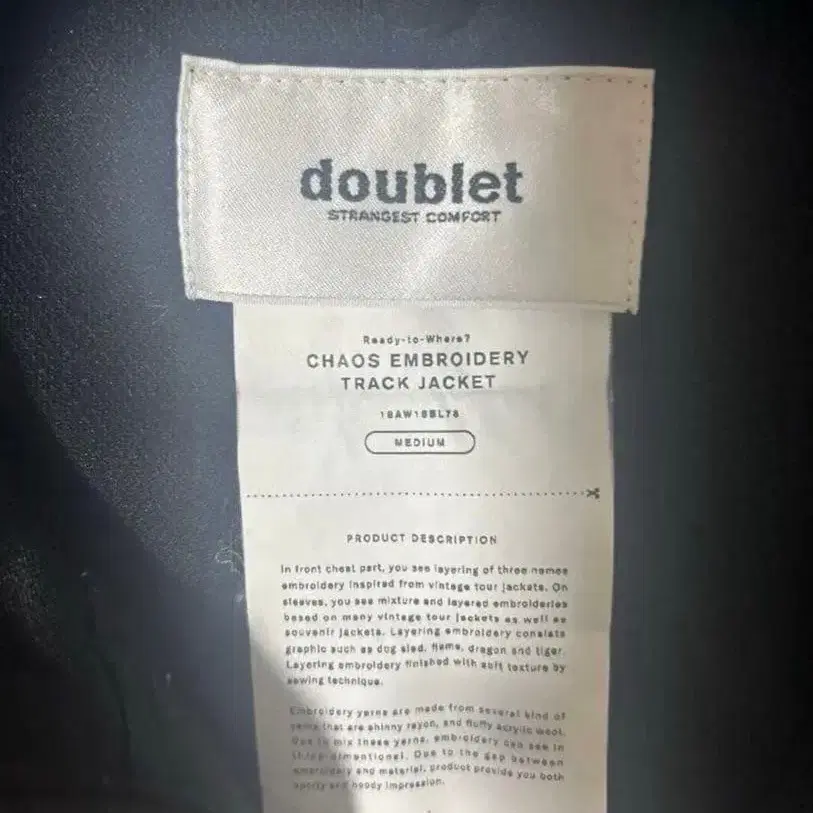 doublet
STRANGEST COMFORT
Ready-to-Where?
CHAOS EMBROIDERY
TRACK JACKET
18AW18BL78
MEDIUM
PRODUCT DESCRIPTION
In front chest part, you see layering of three names
embroidery inspired from vintage tour jackets. On
sleeves, you see mixture and layered embroideries
based on many vintage tour jackets as well as
souvenir jackets. Layering embroidery consists
graphic such as dog sled, flame, dragon and tiger.
Layering embroidery finished with soft texture by
sewing technique.
Embroidery yarns are made from several kind of
yarns that are shinny rayon, and fluffy acrylic wool.
Due to mix these yarns, embroidery can see in
three-dimentional. Due to the gap between
embroidery and material, product provide you both
sporty and hoody impression.